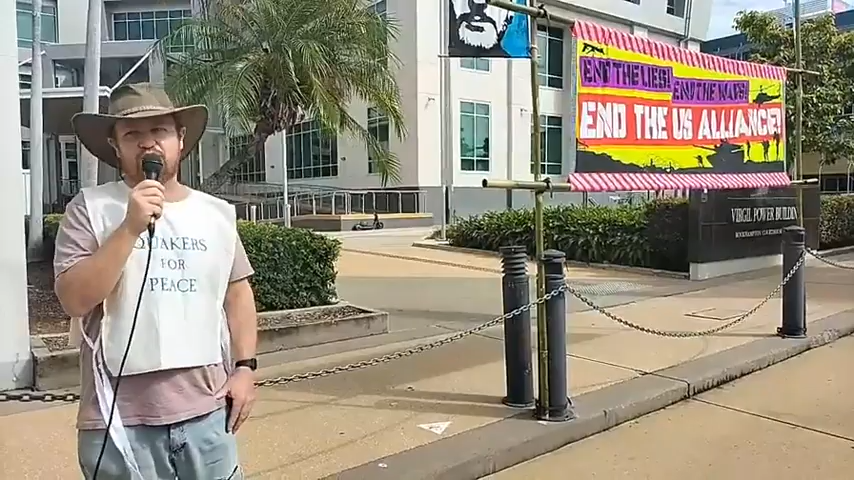 END THE LIES! END THE WARS!
END THE US ALLIANCE!
QUAKERS
FOR
PEACE
VIRGIL POWER BUILDING